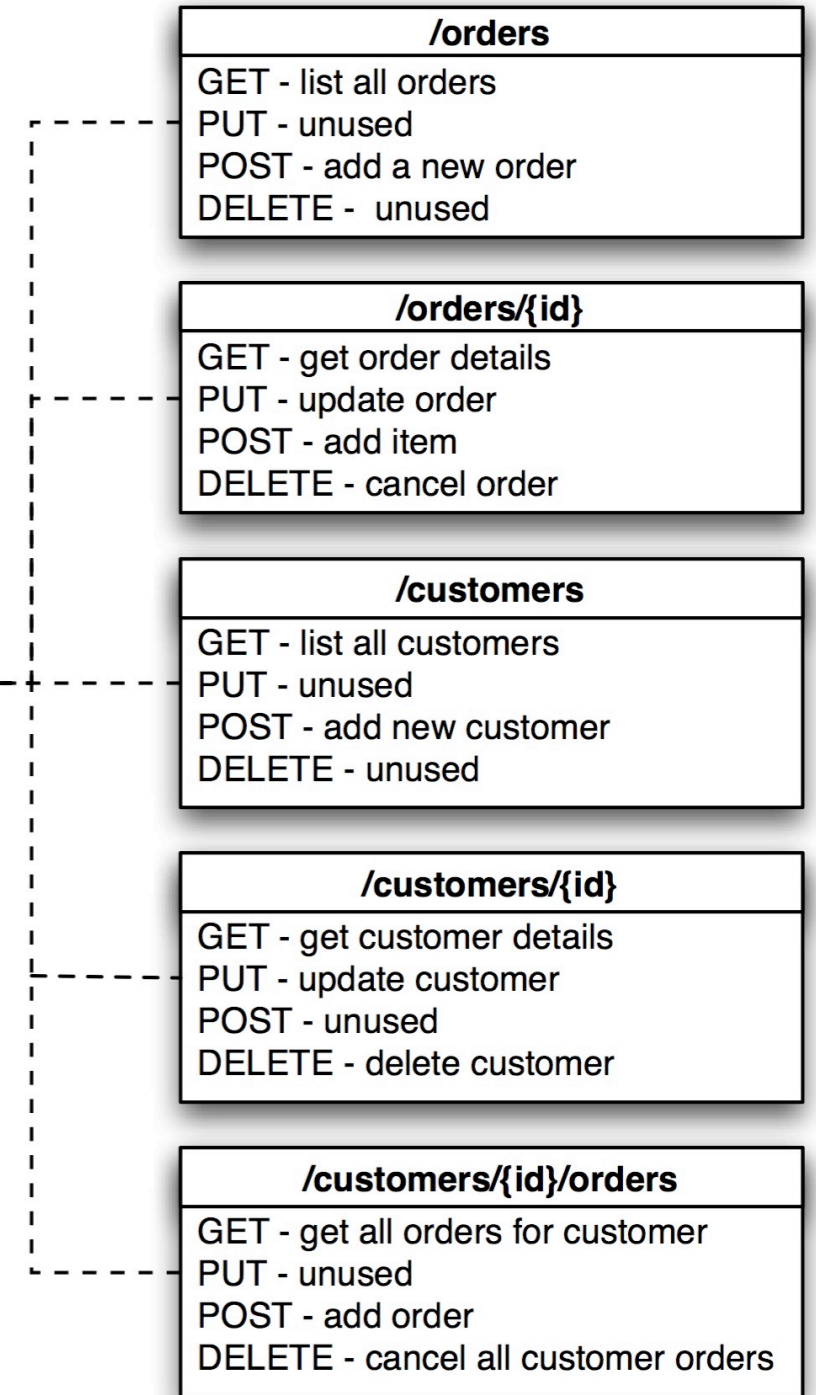 /orders
GET - list all orders
PUT - unused
POST - add a new order
DELETE -  unused
/orders/{id}
GET - get order details
PUT - update order
POST - add item
DELETE - cancel order
/customers
GET - list all customers
PUT - unused
POST - add new customer
DELETE - unused
/customers/{id}
GET - get customer details
PUT - update customer
POST - unused
DELETE - delete customer
/customers/{id}/orders
GET - get all orders for customer
PUT - unused
POST - add order
DELETE - cancel all customer orders